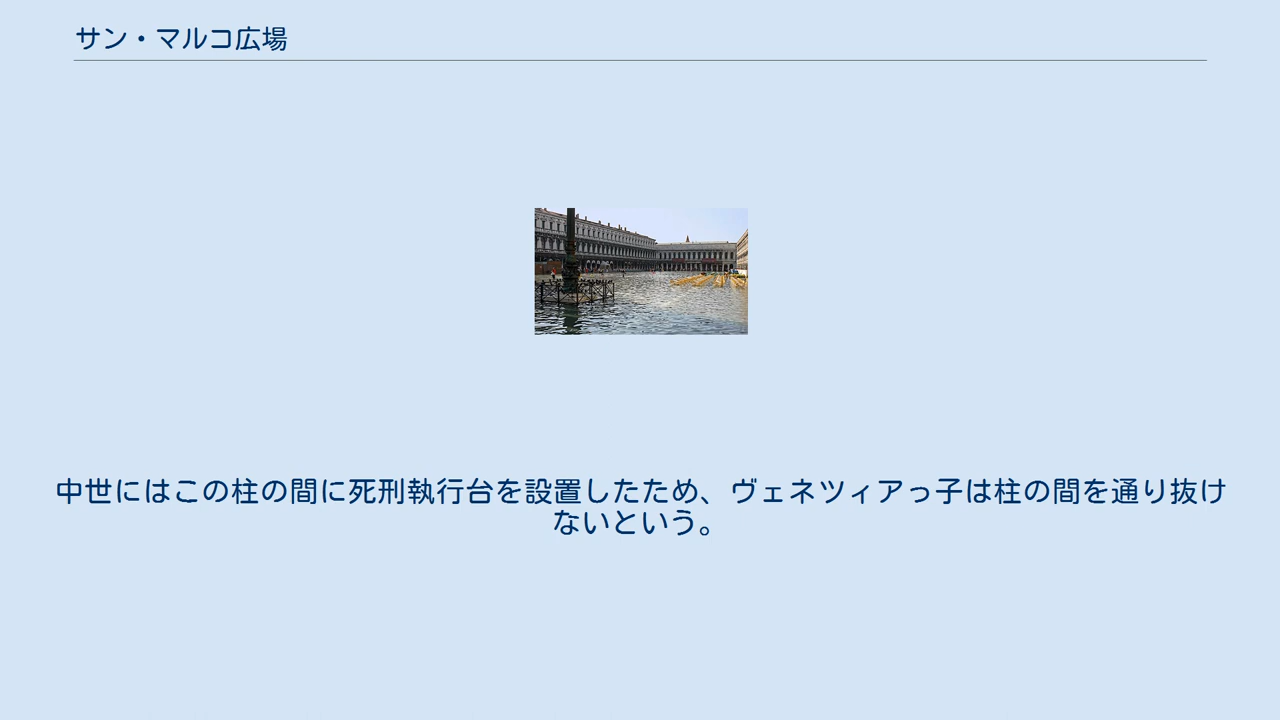 サン・マルコ広場
中世にはこの柱の間に死刑執行台を設置したため、ヴェネツィアっ子は柱の間を通り抜け
ないという。